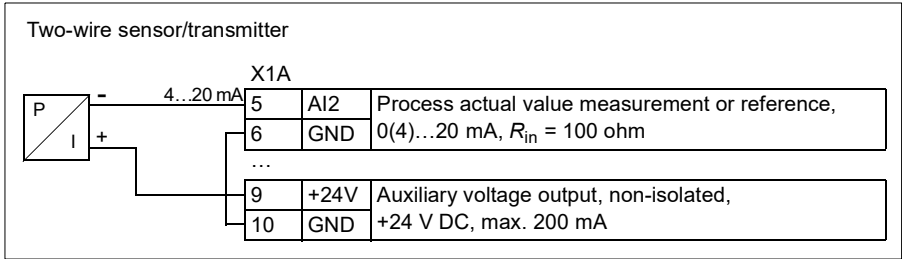 Two-wire sensor/transmitter
X1A
P
I
-
+
4…20 mA
5 AI2 Process actual value measurement or reference,
6 GND 0(4)…20 mA, Rin = 100 ohm
…
9 +24V Auxiliary voltage output, non-isolated,
10 GND +24 V DC, max. 200 mA